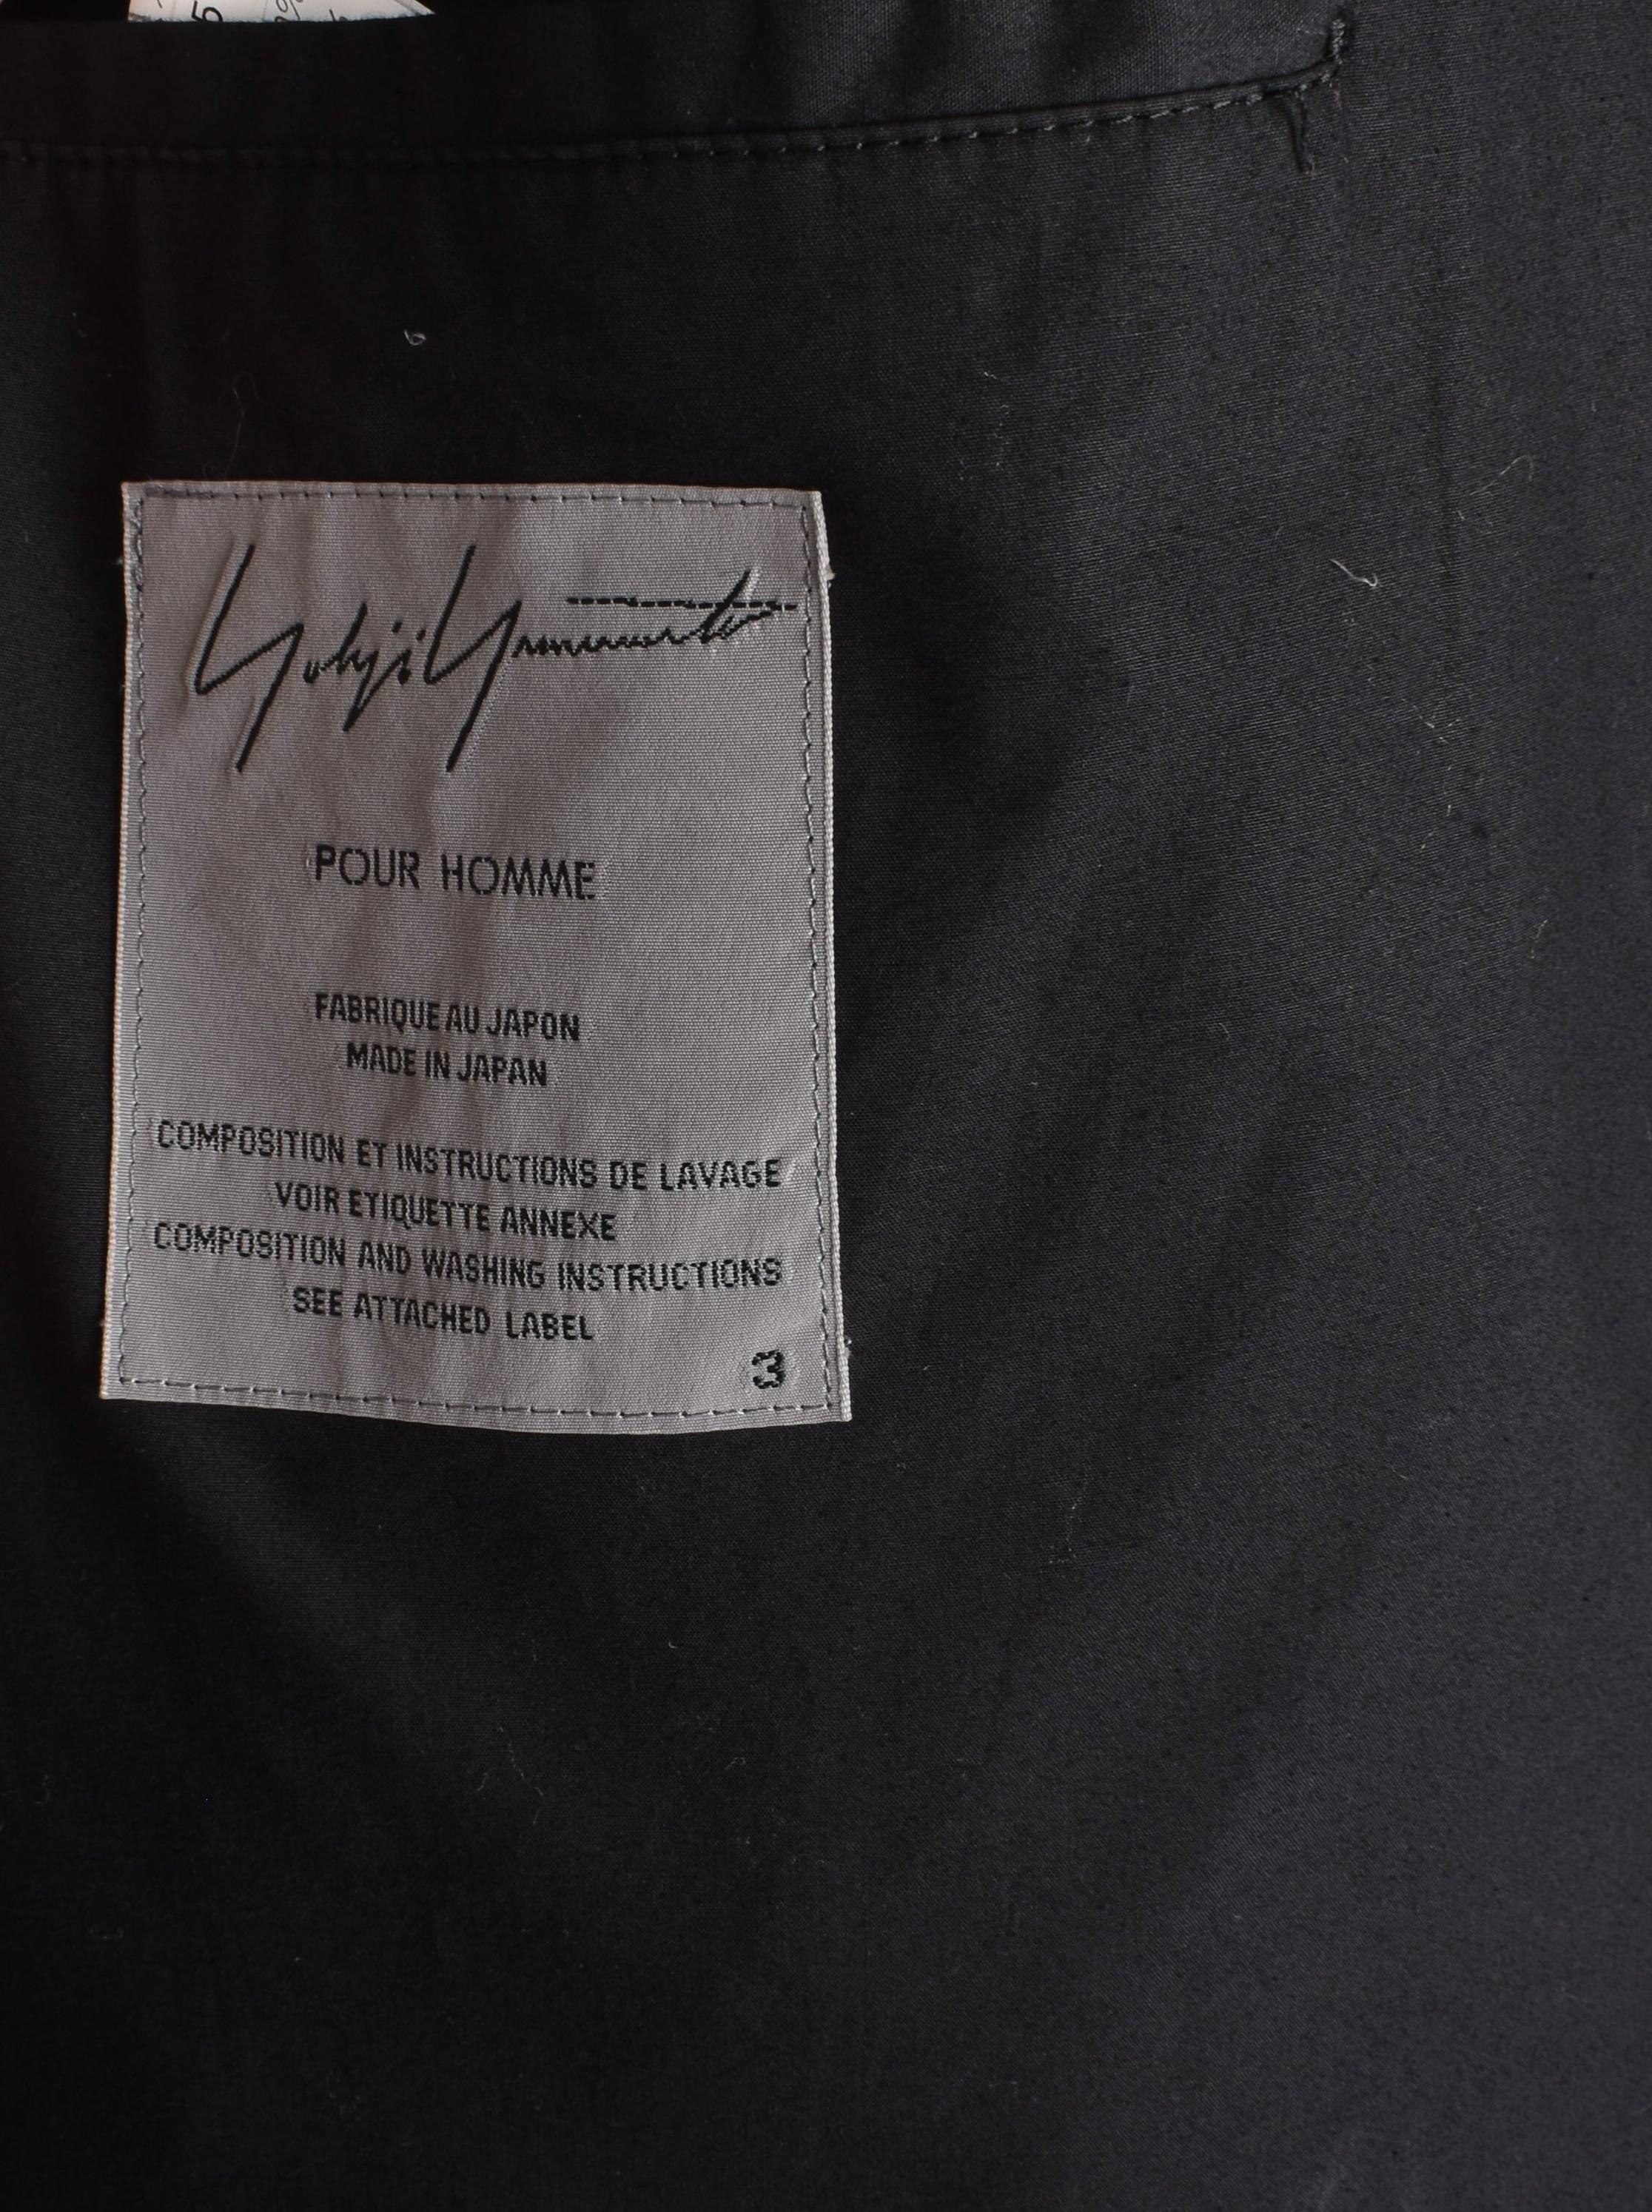 Yohji Yamamoto
POUR HOMME
FABRIQUE AU JAPON
MADE IN JAPAN
COMPOSITION ET INSTRUCTIONS DE LAVAGE
VOIR ETIQUETTE ANNEXE
COMPOSITION AND WASHING INSTRUCTIONS
SEE ATTACHED LABEL
3